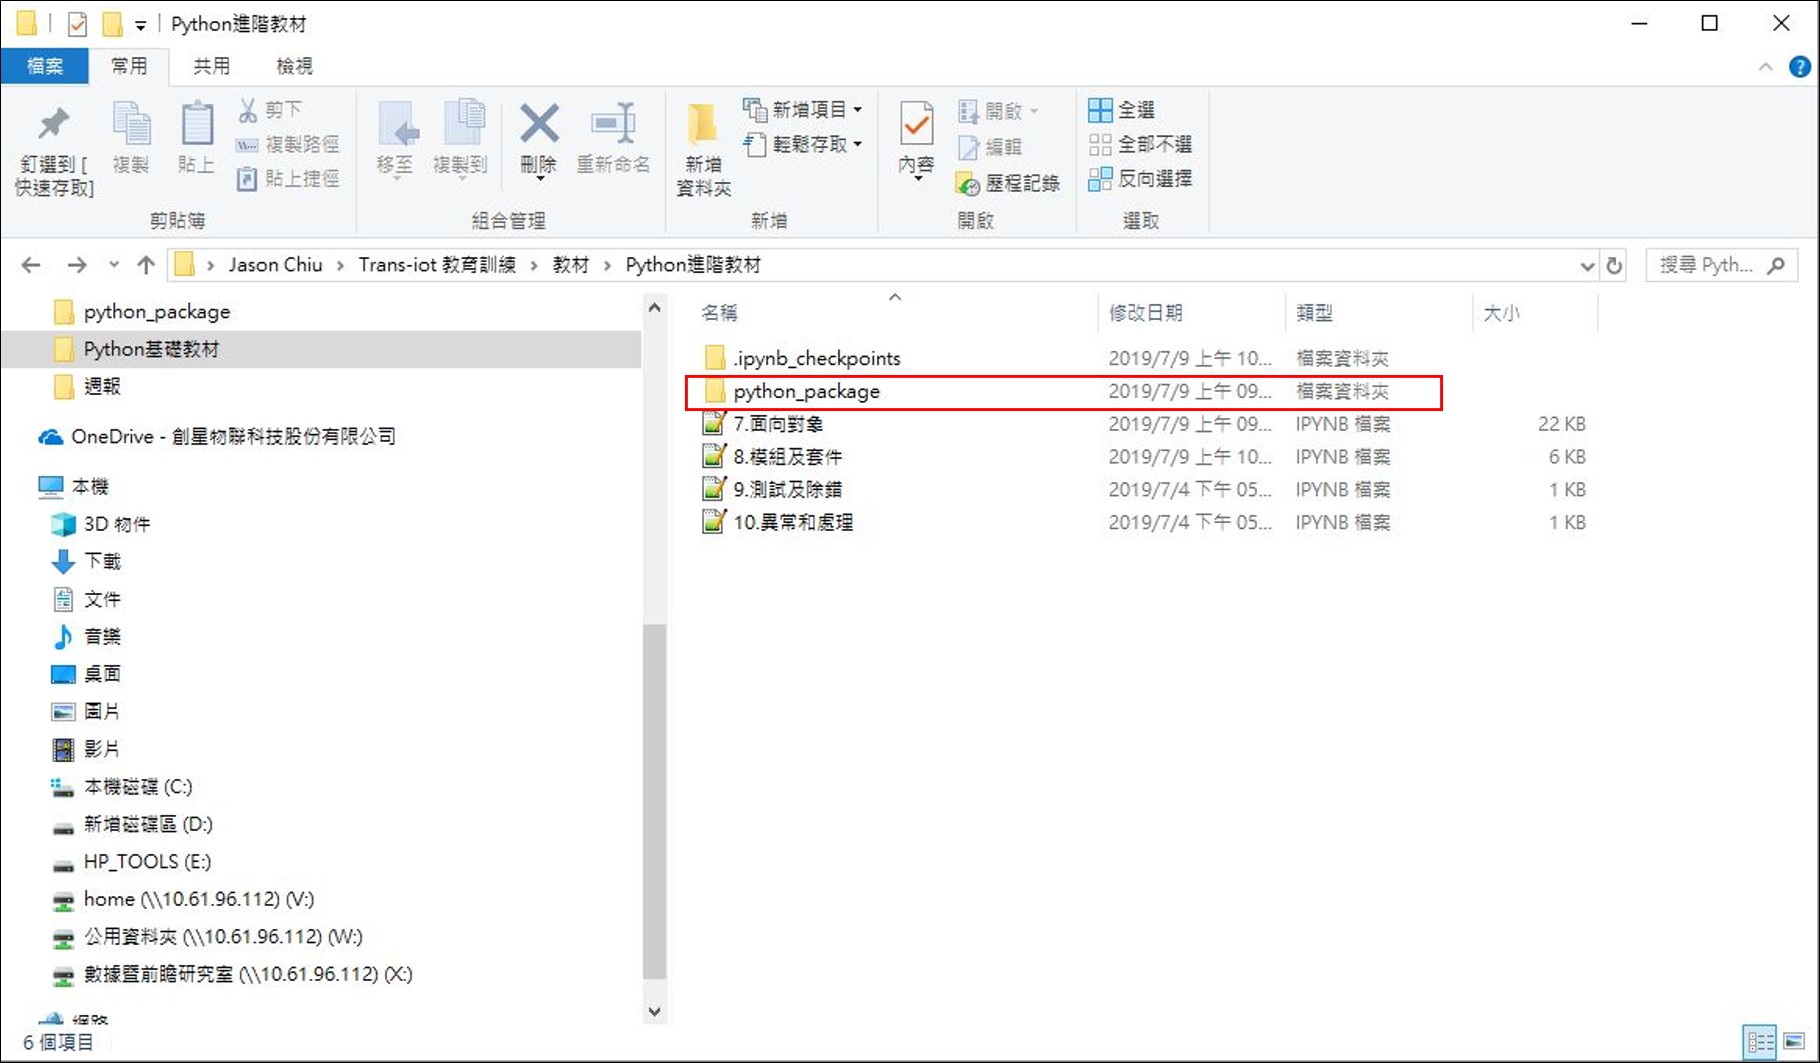 Python進階教材
檔案 常用 共用 檢視
釘選到 [
快速存取]
複製
貼上
剪下
複製路徑
貼上捷徑
剪貼簿
移至
複製到
刪除
重新命名
組合管理
新增
資料夾
新增項目
輕鬆存取
新增
內容
開啟
編輯
歷程記錄
開啟
全選
全部不選
反向選擇
選取
Jason Chiu › Trans-iot 教育訓練 › 教材 › Python進階教材
搜尋 Pyth...
python_package
Python基礎教材
週報
OneDrive - 創星物聯科技股份有限公司
本機
3D 物件
下載
文件
音樂
桌面
圖片
影片
本機磁碟 (C:)
新增磁碟區 (D:)
HP_TOOLS (E:)
home (\\10.61.96.112) (V:)
公用資料夾 (\\10.61.96.112) (W:)
數據暨前瞻研究室 (\\10.61.96.112) (X:)
網路
名稱 修改日期 類型 大小
.ipynb_checkpoints 2019/7/9 上午 10... 檔案資料夾
python_package 2019/7/9 上午 09... 檔案資料夾
7.面向對象 2019/7/9 上午 09... IPYNB 檔案 22 KB
8.模組及套件 2019/7/9 上午 10... IPYNB 檔案 6 KB
9.測試及除錯 2019/7/4 下午 05... IPYNB 檔案 1 KB
10.異常和處理 2019/7/4 下午 05... IPYNB 檔案 1 KB
6 個項目